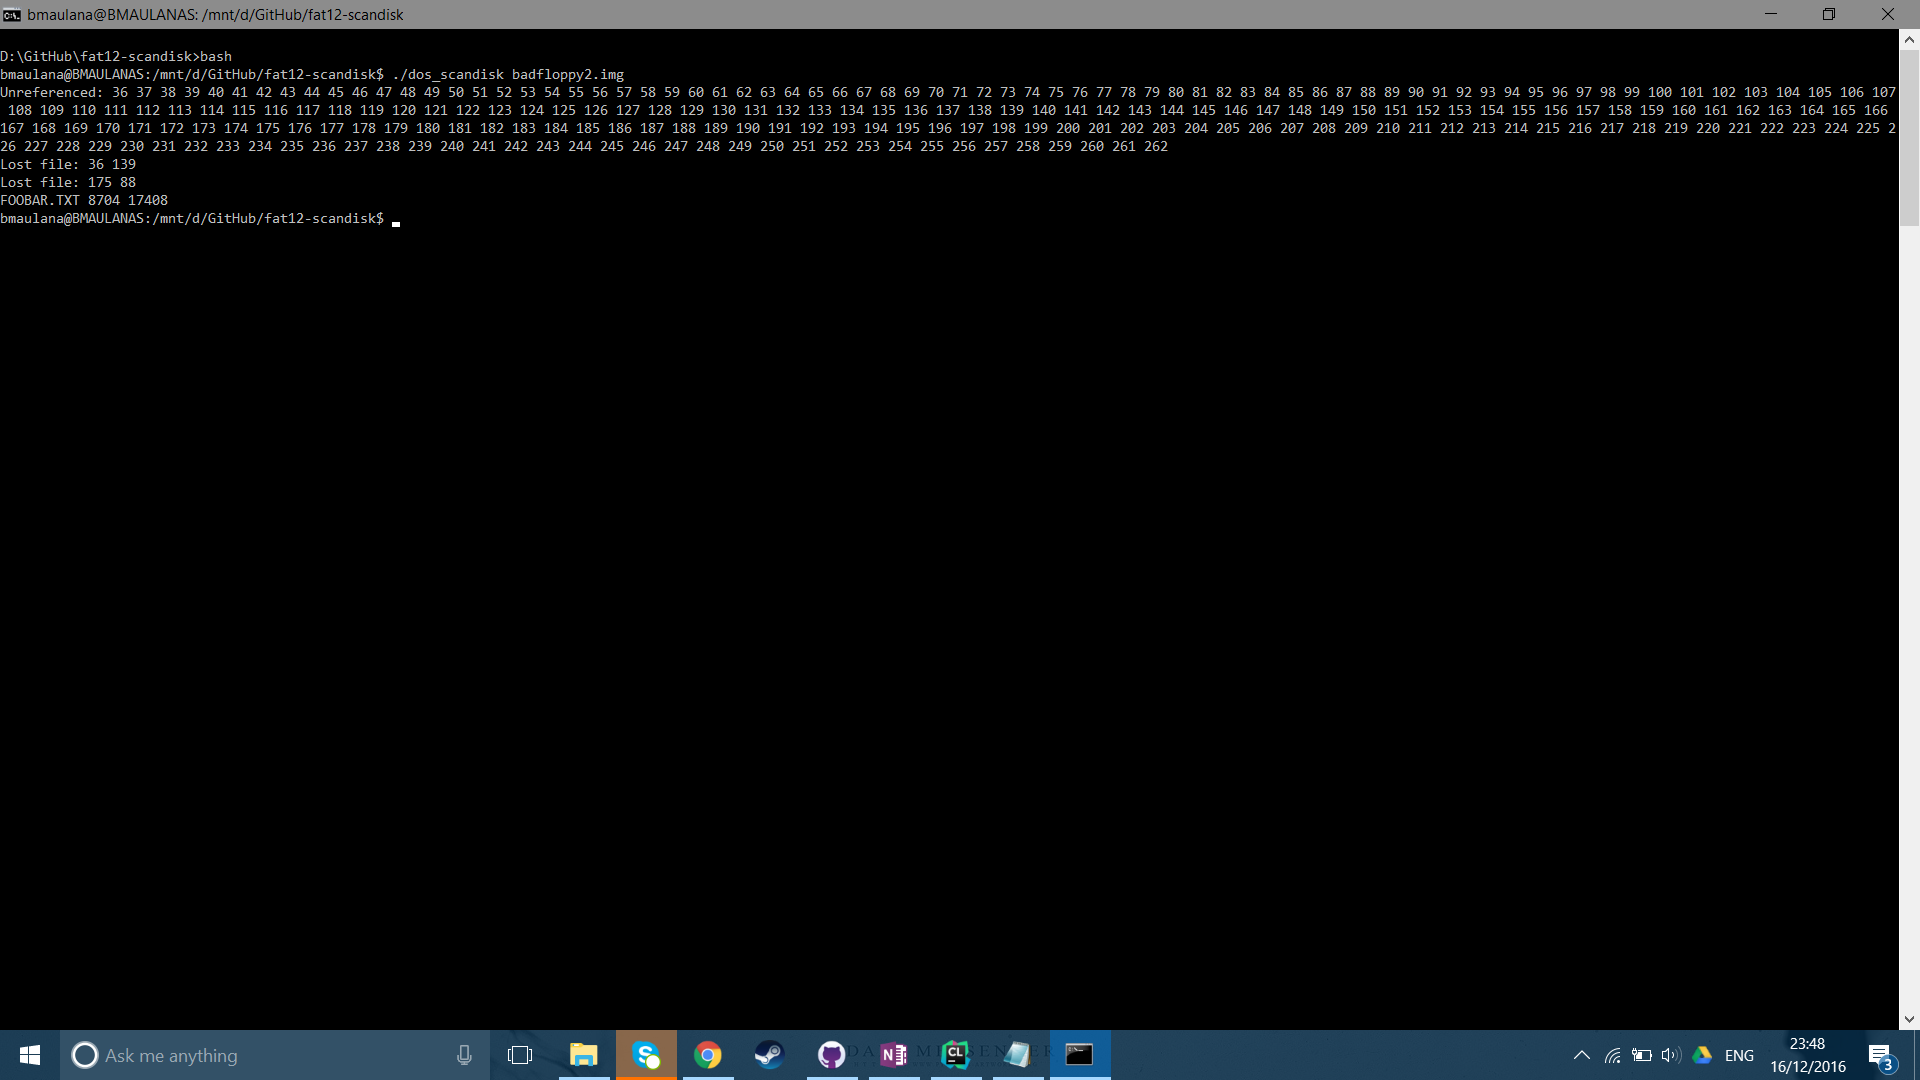 bmaulana@BMAULANAS: /mnt/d/GitHub/fat12-scandisk
D:\GitHub\fat12-scandisk>bash
bmaulana@BMAULANAS:/mnt/d/GitHub/fat12-scandisk$ ./dos_scandisk badfloppy2.img
Unreferenced: 36 37 38 39 40 41 42 43 44 45 46 47 48 49 50 51 52 53 54 55 56 57 58 59 60 61 62 63 64 65 66 67 68 69 70 71 72 73 74 75 76 77 78 79 80 81 82 83 84 85 86 87 88 89 90 91 92 93 94 95 96 97 98 99 100 101 102 103 104 105 106 107
108 109 110 111 112 113 114 115 116 117 118 119 120 121 122 123 124 125 126 127 128 129 130 131 132 133 134 135 136 137 138 139 140 141 142 143 144 145 146 147 148 149 150 151 152 153 154 155 156 157 158 159 160 161 162 163 164 165 166
167 168 169 170 171 172 173 174 175 176 177 178 179 180 181 182 183 184 185 186 187 188 189 190 191 192 193 194 195 196 197 198 199 200 201 202 203 204 205 206 207 208 209 210 211 212 213 214 215 216 217 218 219 220 221 222 223 224 225 2
26 227 228 229 230 231 232 233 234 235 236 237 238 239 240 241 242 243 244 245 246 247 248 249 250 251 252 253 254 255 256 257 258 259 260 261 262
Lost file: 36 139
Lost file: 175 88
FOOBAR.TXT 8704 17408
bmaulana@BMAULANAS:/mnt/d/GitHub/fat12-scandisk$
Ask me anything
N
CL
ENG
23:48
16/12/2016
3